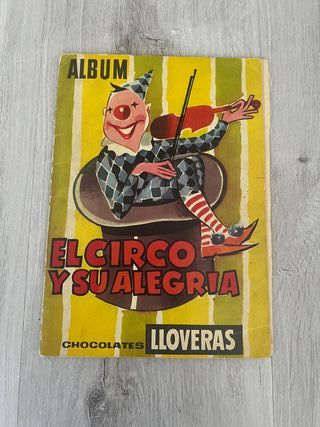 ALBUM
EL CIRCO
Y SU ALEGRIA
CHOCOLATES LLOVERAS